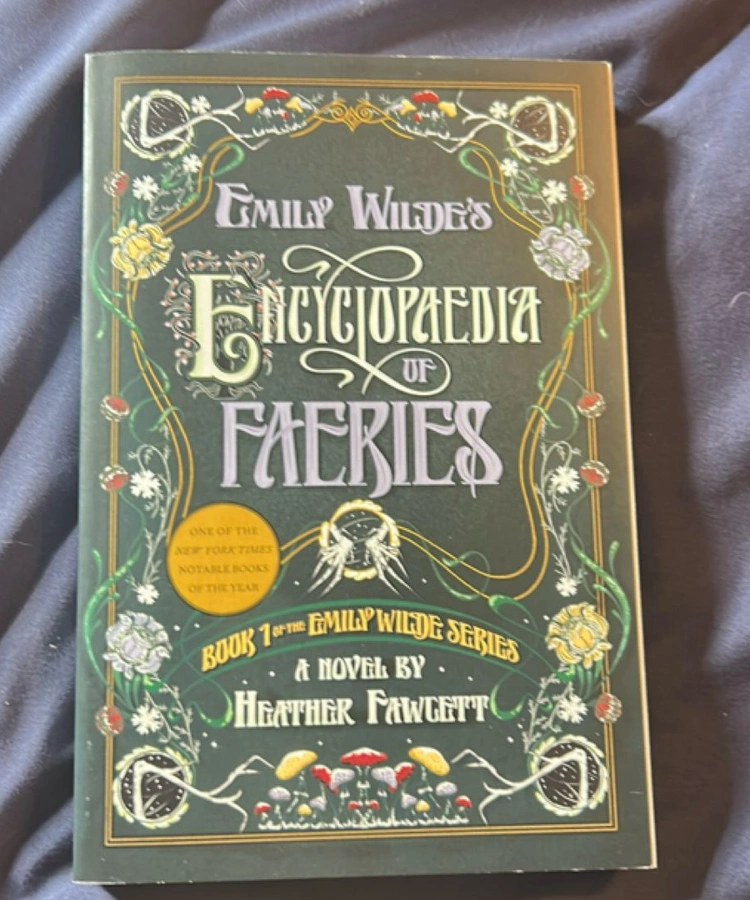 EMILY WILDE'S
ENCYCLOPAEDIA
OF
FAERIES
ONE OF THE
NEW YORK TIMES
NOTABLE BOOKS
OF THE YEAR
BOOK 1 OF THE EMILY WILDE SERIES
A NOVEL BY
HEATHER FAWCETT